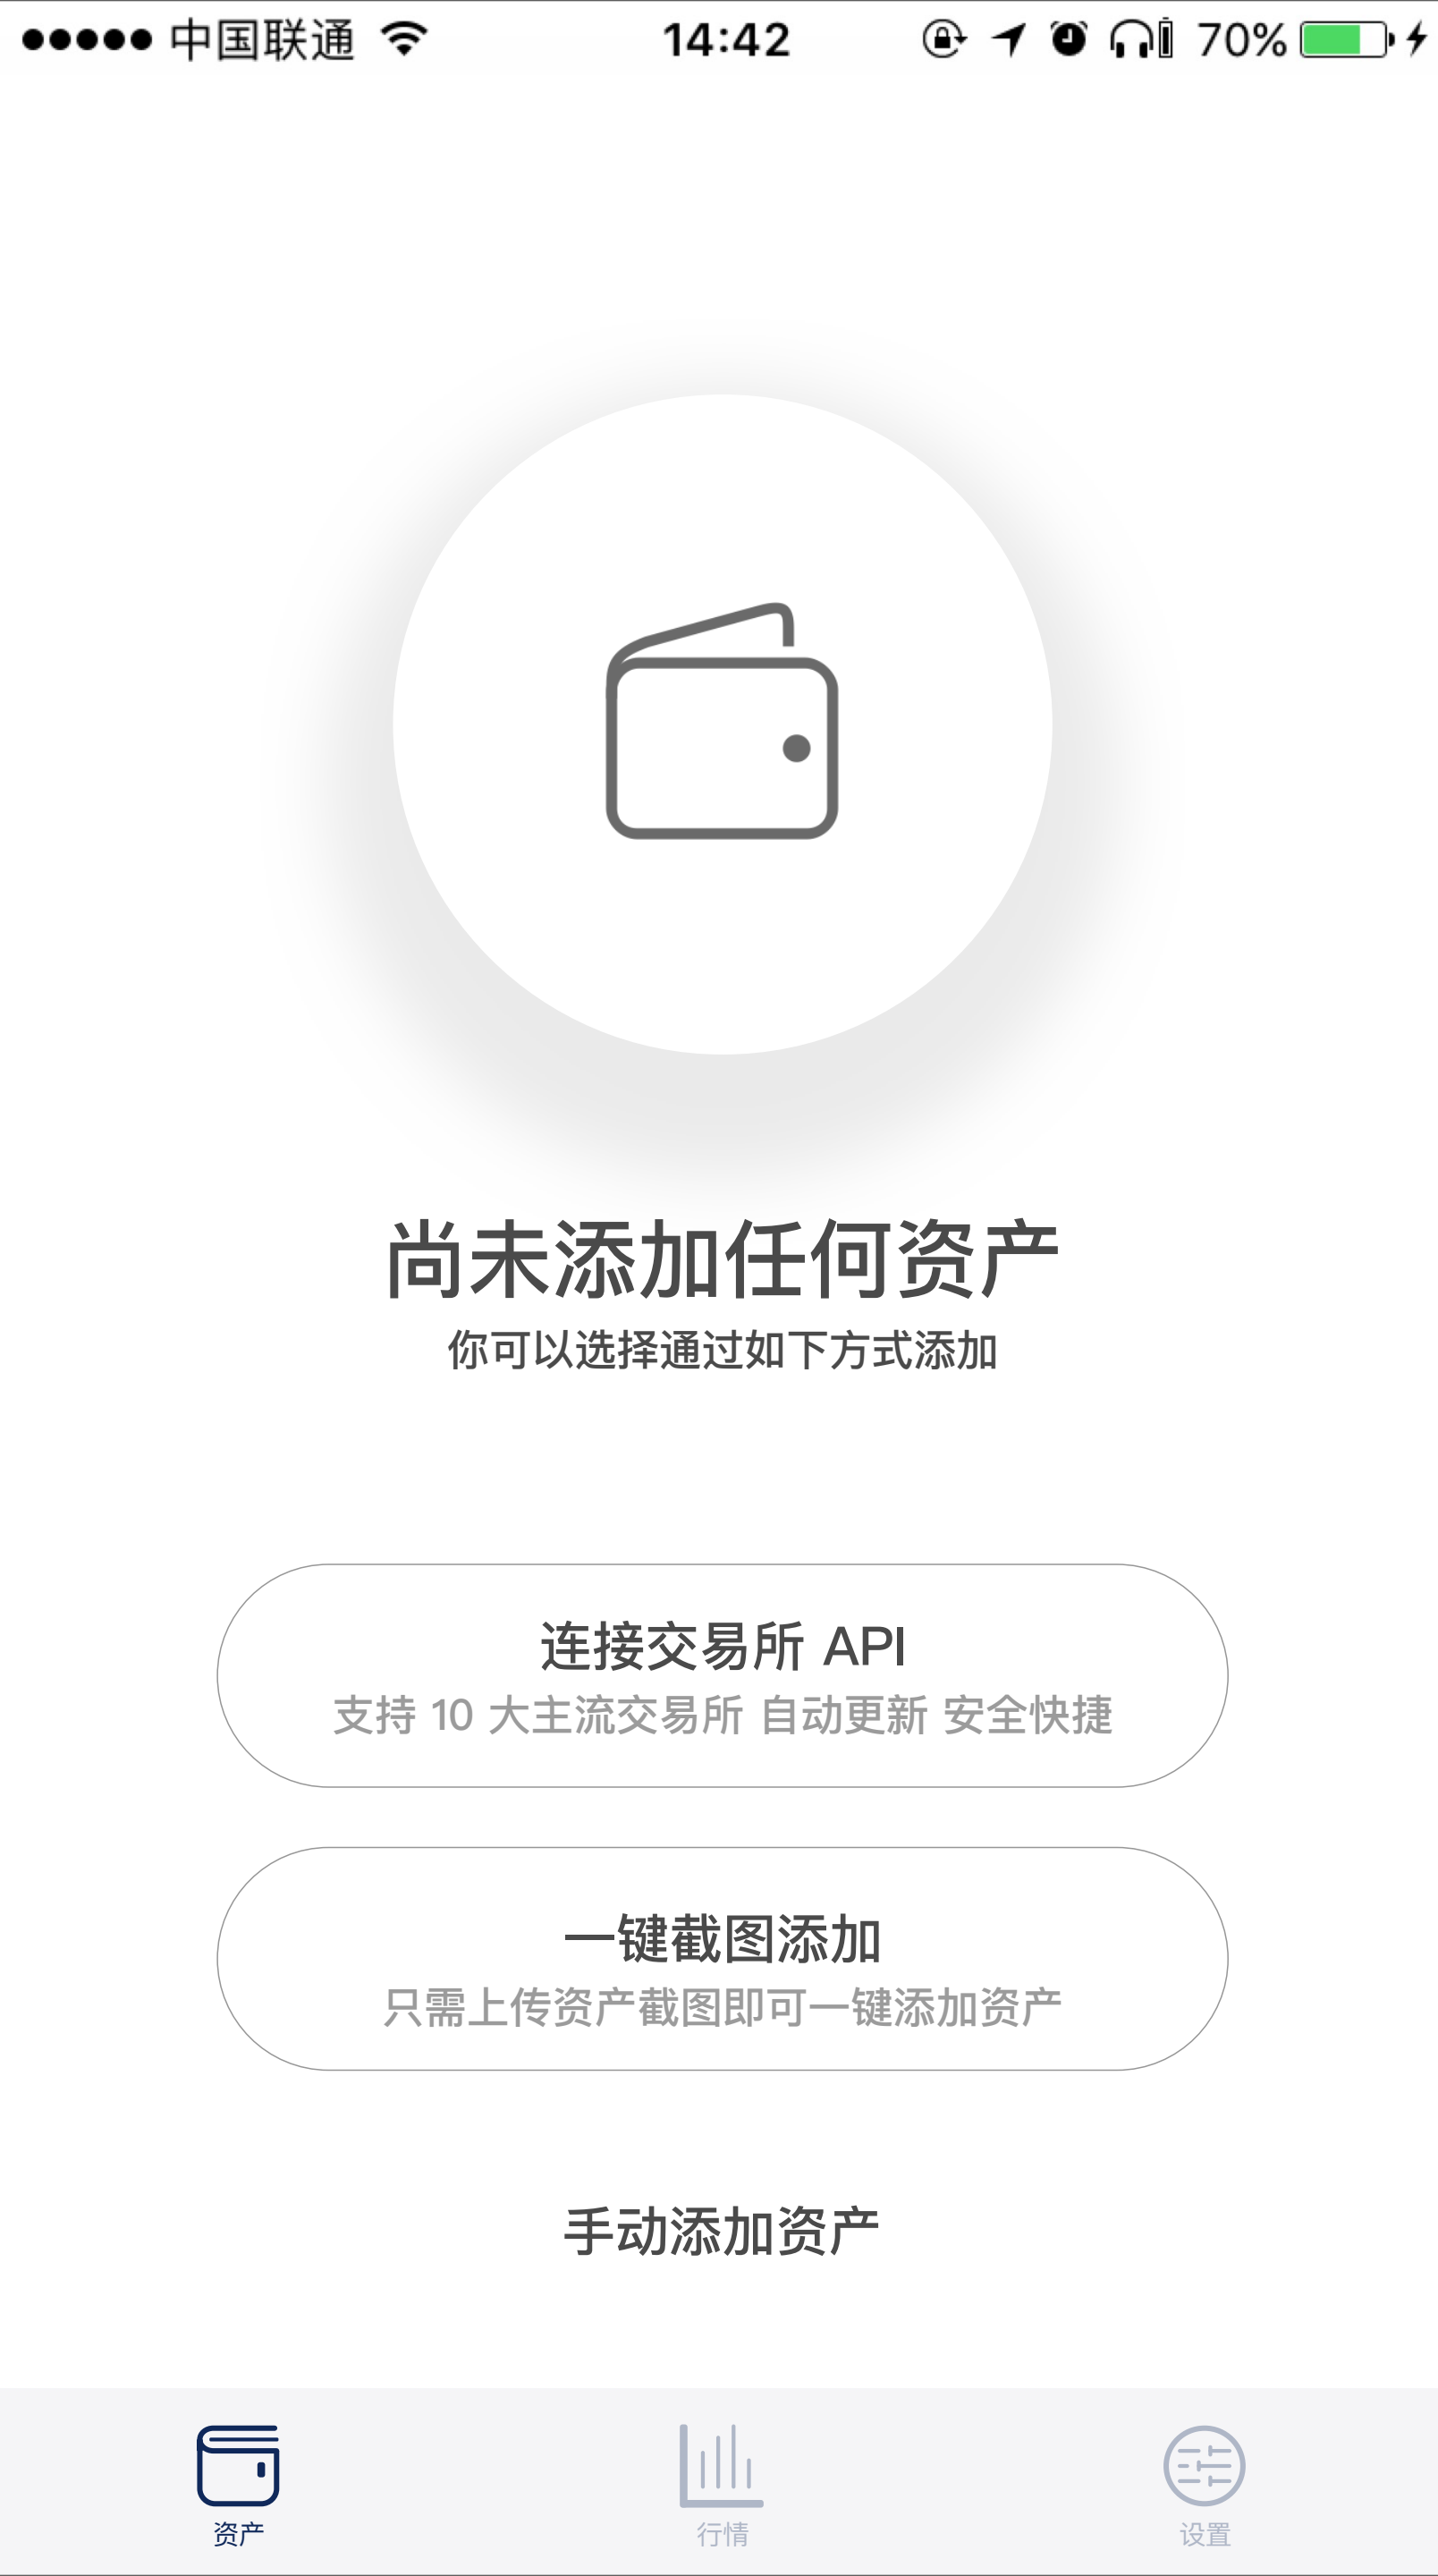 中国联通 14:42 70%
尚未添加任何资产
你可以选择通过如下方式添加
连接交易所 API
支持 10 大主流交易所 自动更新 安全快捷
一键截图添加
只需上传资产截图即可一键添加资产
手动添加资产
资产 行情 设置